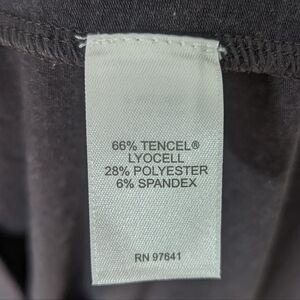 66% TENCEL®
LYOCELL
28% POLYESTER
6% SPANDEX
RN 97641